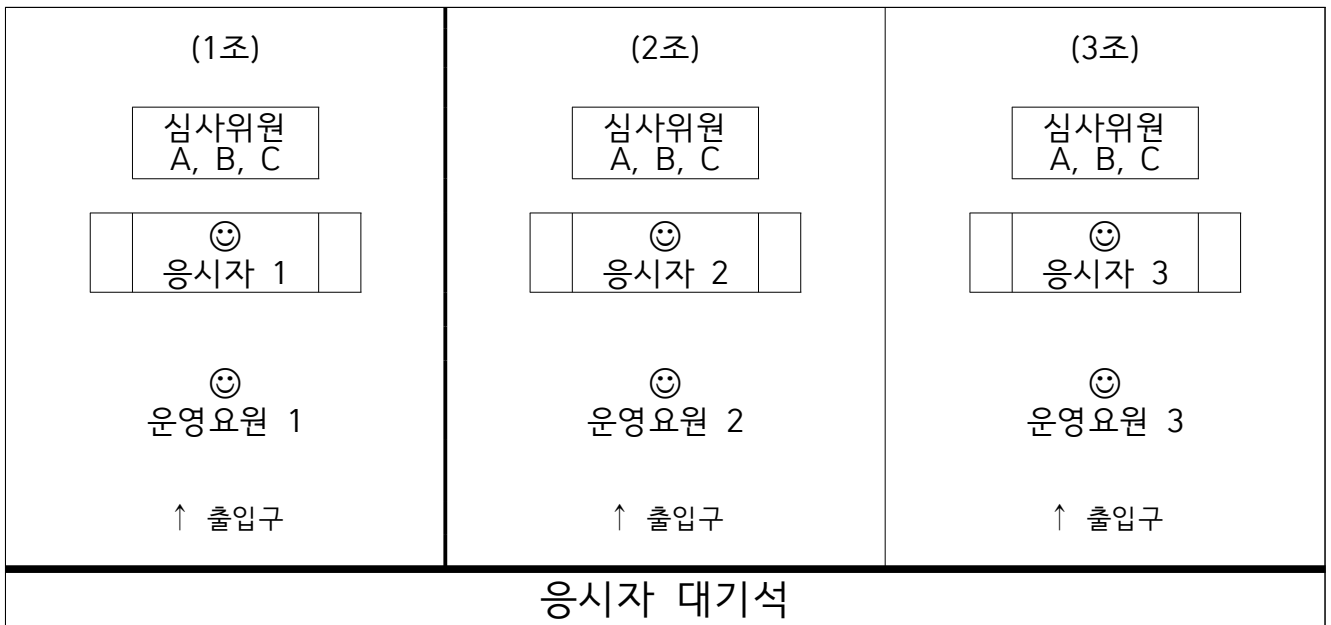 (1조)
심사위원
A, B, C
☺
응시자 1
☺
운영요원 1
↑ 출입구
(2조)
심사위원
A, B, C
☺
응시자 2
☺
운영요원 2
↑ 출입구
(3조)
심사위원
A, B, C
☺
응시자 3
☺
운영요원 3
↑ 출입구
응시자 대기석